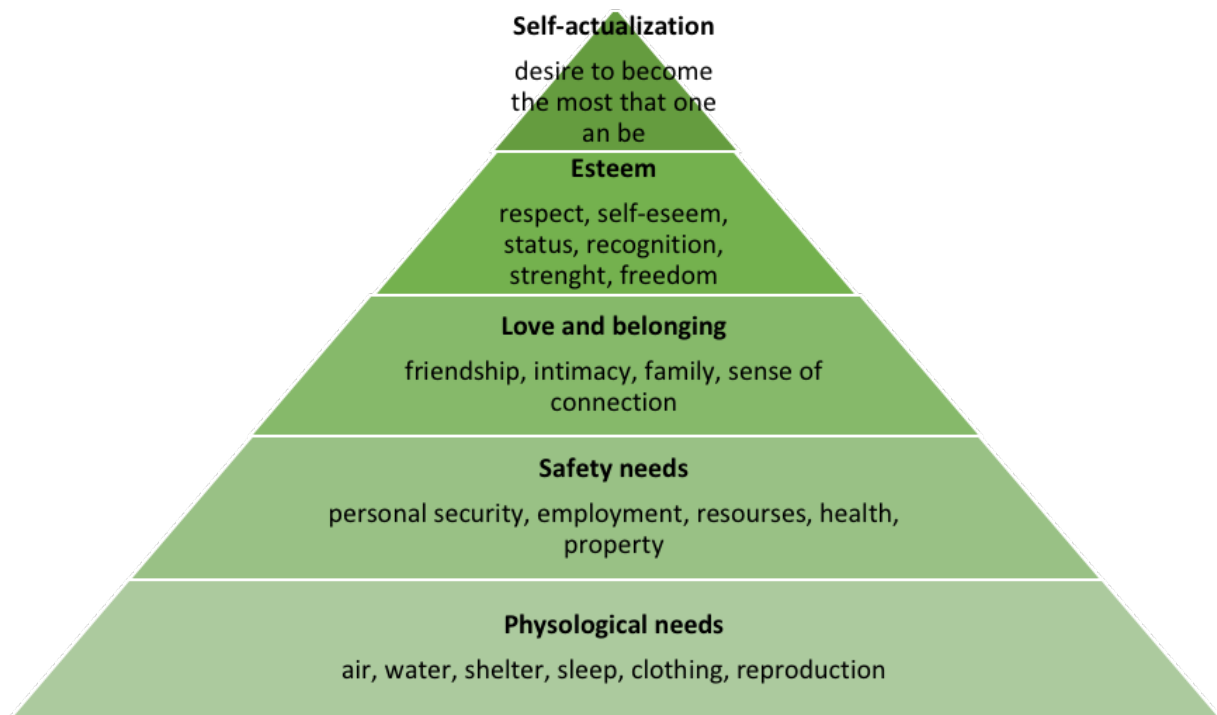 Self-actualization
desire to become
the most that one
an be
Esteem
respect, self-eseem,
status, recognition,
strenght, freedom
Love and belonging
friendship, intimacy, family, sense of
connection
Safety needs
personal security, employment, resourses, health,
property
Physological needs
air, water, shelter, sleep, clothing, reproduction